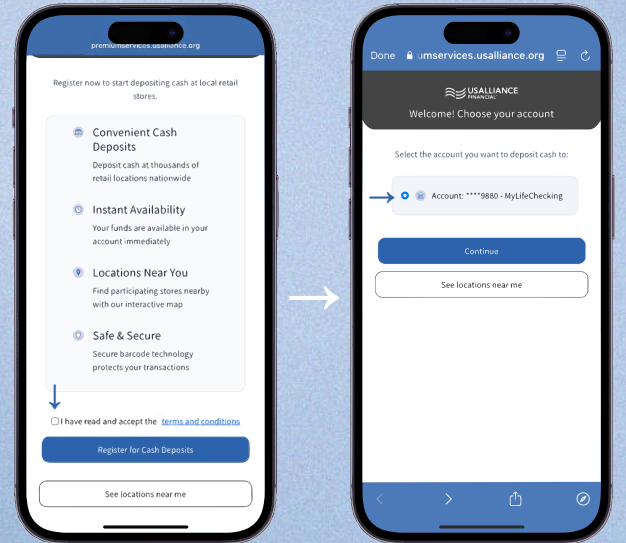 premiumservices.usalliance.org
Register now to start depositing cash at local retail
stores.
Convenient Cash
Deposits
Deposit cash at thousands of
retail locations nationwide
Instant Availability
Your funds are available in your
account immediately
Locations Near You
Find participating stores nearby
with our interactive map
Safe & Secure
Secure barcode technology
protects your transactions
I have read and accept the terms and conditions
Register for Cash Deposits
See locations near me
Done umservices.usalliance.org
USALLIANCE
FINANCIAL
Welcome! Choose your account
Select the account you want to deposit cash to:
Account: ****9880 - MyLifeChecking
Continue
See locations near me